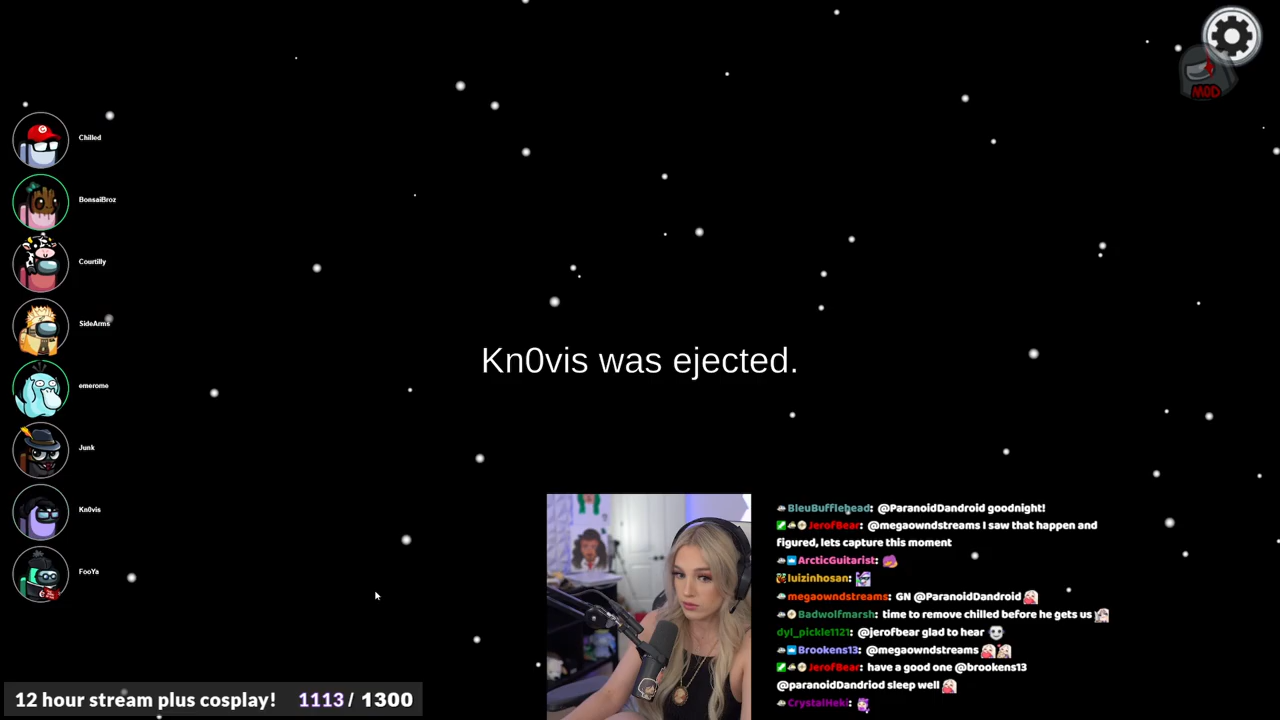 MOD
Chilled
BonsaiBroz
Courtilly
SideArms
emerome
Junk
Kn0vis
FooYa
Kn0vis was ejected.
BleuBufflehead: @ParanoidDandroid goodnight!
JerofBear: @megaowndstreams I saw that happen and
figured, lets capture this moment
ArcticGuitarist:
luizinhosan:
megaowndstreams: GN @ParanoidDandroid
Badwolfmarsh: time to remove chilled before he gets us
dyl_pickle1121: @jerofbear glad to hear
Brookens13: @megaowndstreams
JerofBear: have a good one @brookens13
@paranoidDandriod sleep well
CrystalHeki:
12 hour stream plus cosplay! 1113 / 1300